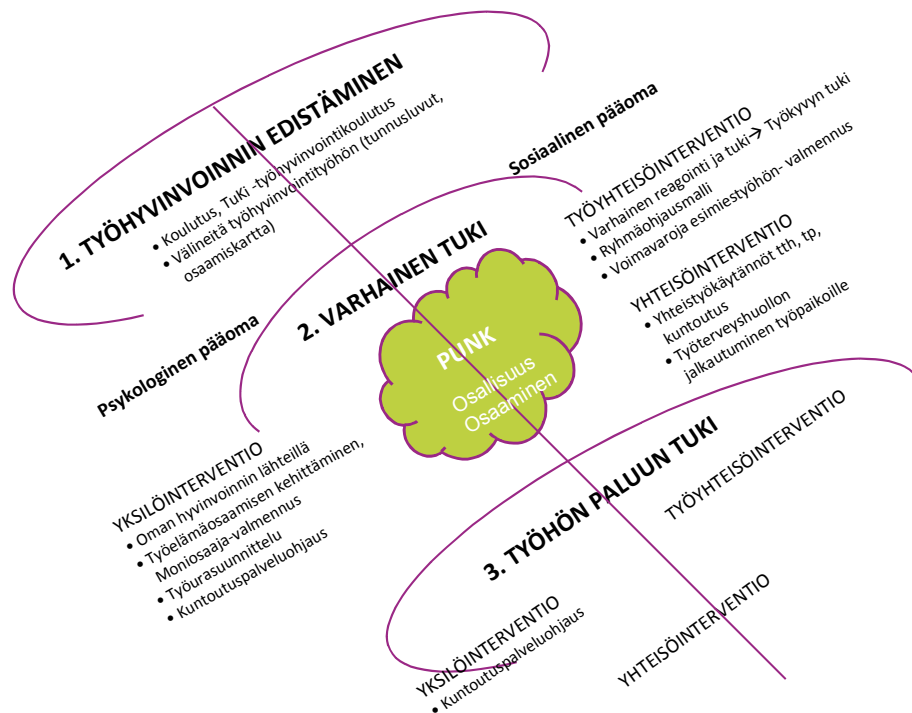 1. TYÖHYVINVOINNIN EDISTÄMINEN
• Koulutus, TuKi -työhyvinvointikoulutus
• Välineitä työhyvinvointityöhön (tunnusluvut,
osaamiskartta)
Psykologinen pääoma
Sosiaalinen pääoma
2. VARHAINEN TUKI
PUNK
Osallisuus
Osaaminen
TYÖYHTEISÖINTERVENTIO
• Varhainen reagointi ja tuki→ Työkyvyn tuki
• Ryhmäohjausmalli
• Voimavaroja esimiestyöhön- valmennus
YHTEISÖINTERVENTIO
• Yhteistyökäytännöt tth, tp,
kuntoutus
• Työterveyshuollon
jalkautuminen työpaikoille
YKSILÖINTERVENTIO
• Oman hyvinvoinnin lähteillä
• Työelämäosaamisen kehittäminen,
Moniosaaja-valmennus
• Työurasuunnittelu
• Kuntoutuspalveluohjaus
3. TYÖHÖN PALUUN TUKI
YKSILÖINTERVENTIO
• Kuntoutuspalveluohjaus
TYÖYHTEISÖINTERVENTIO
YHTEISÖINTERVENTIO